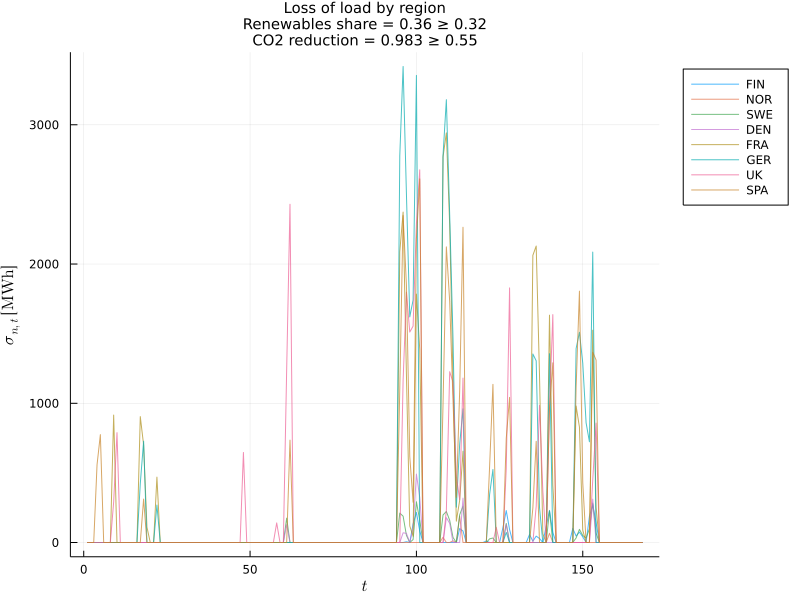 Loss of load by region
Renewables share = 0.36 ≥ 0.32
CO2 reduction = 0.983 ≥ 0.55
σn,t [MWh]
3000
2000
1000
0
0
50
100
150
t
FIN
NOR
SWE
DEN
FRA
GER
UK
SPA